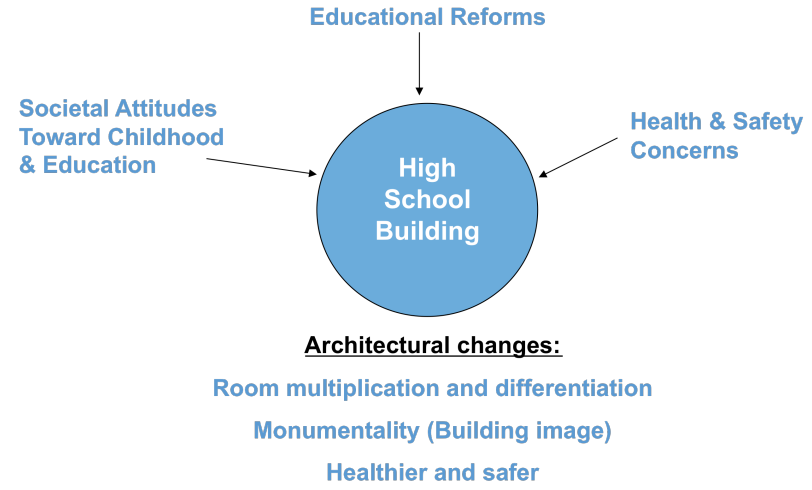 Educational Reforms
Societal Attitudes
Toward Childhood
& Education
Health & Safety
Concerns
High
School
Building
Architectural changes:
Room multiplication and differentiation
Monumentality (Building image)
Healthier and safer